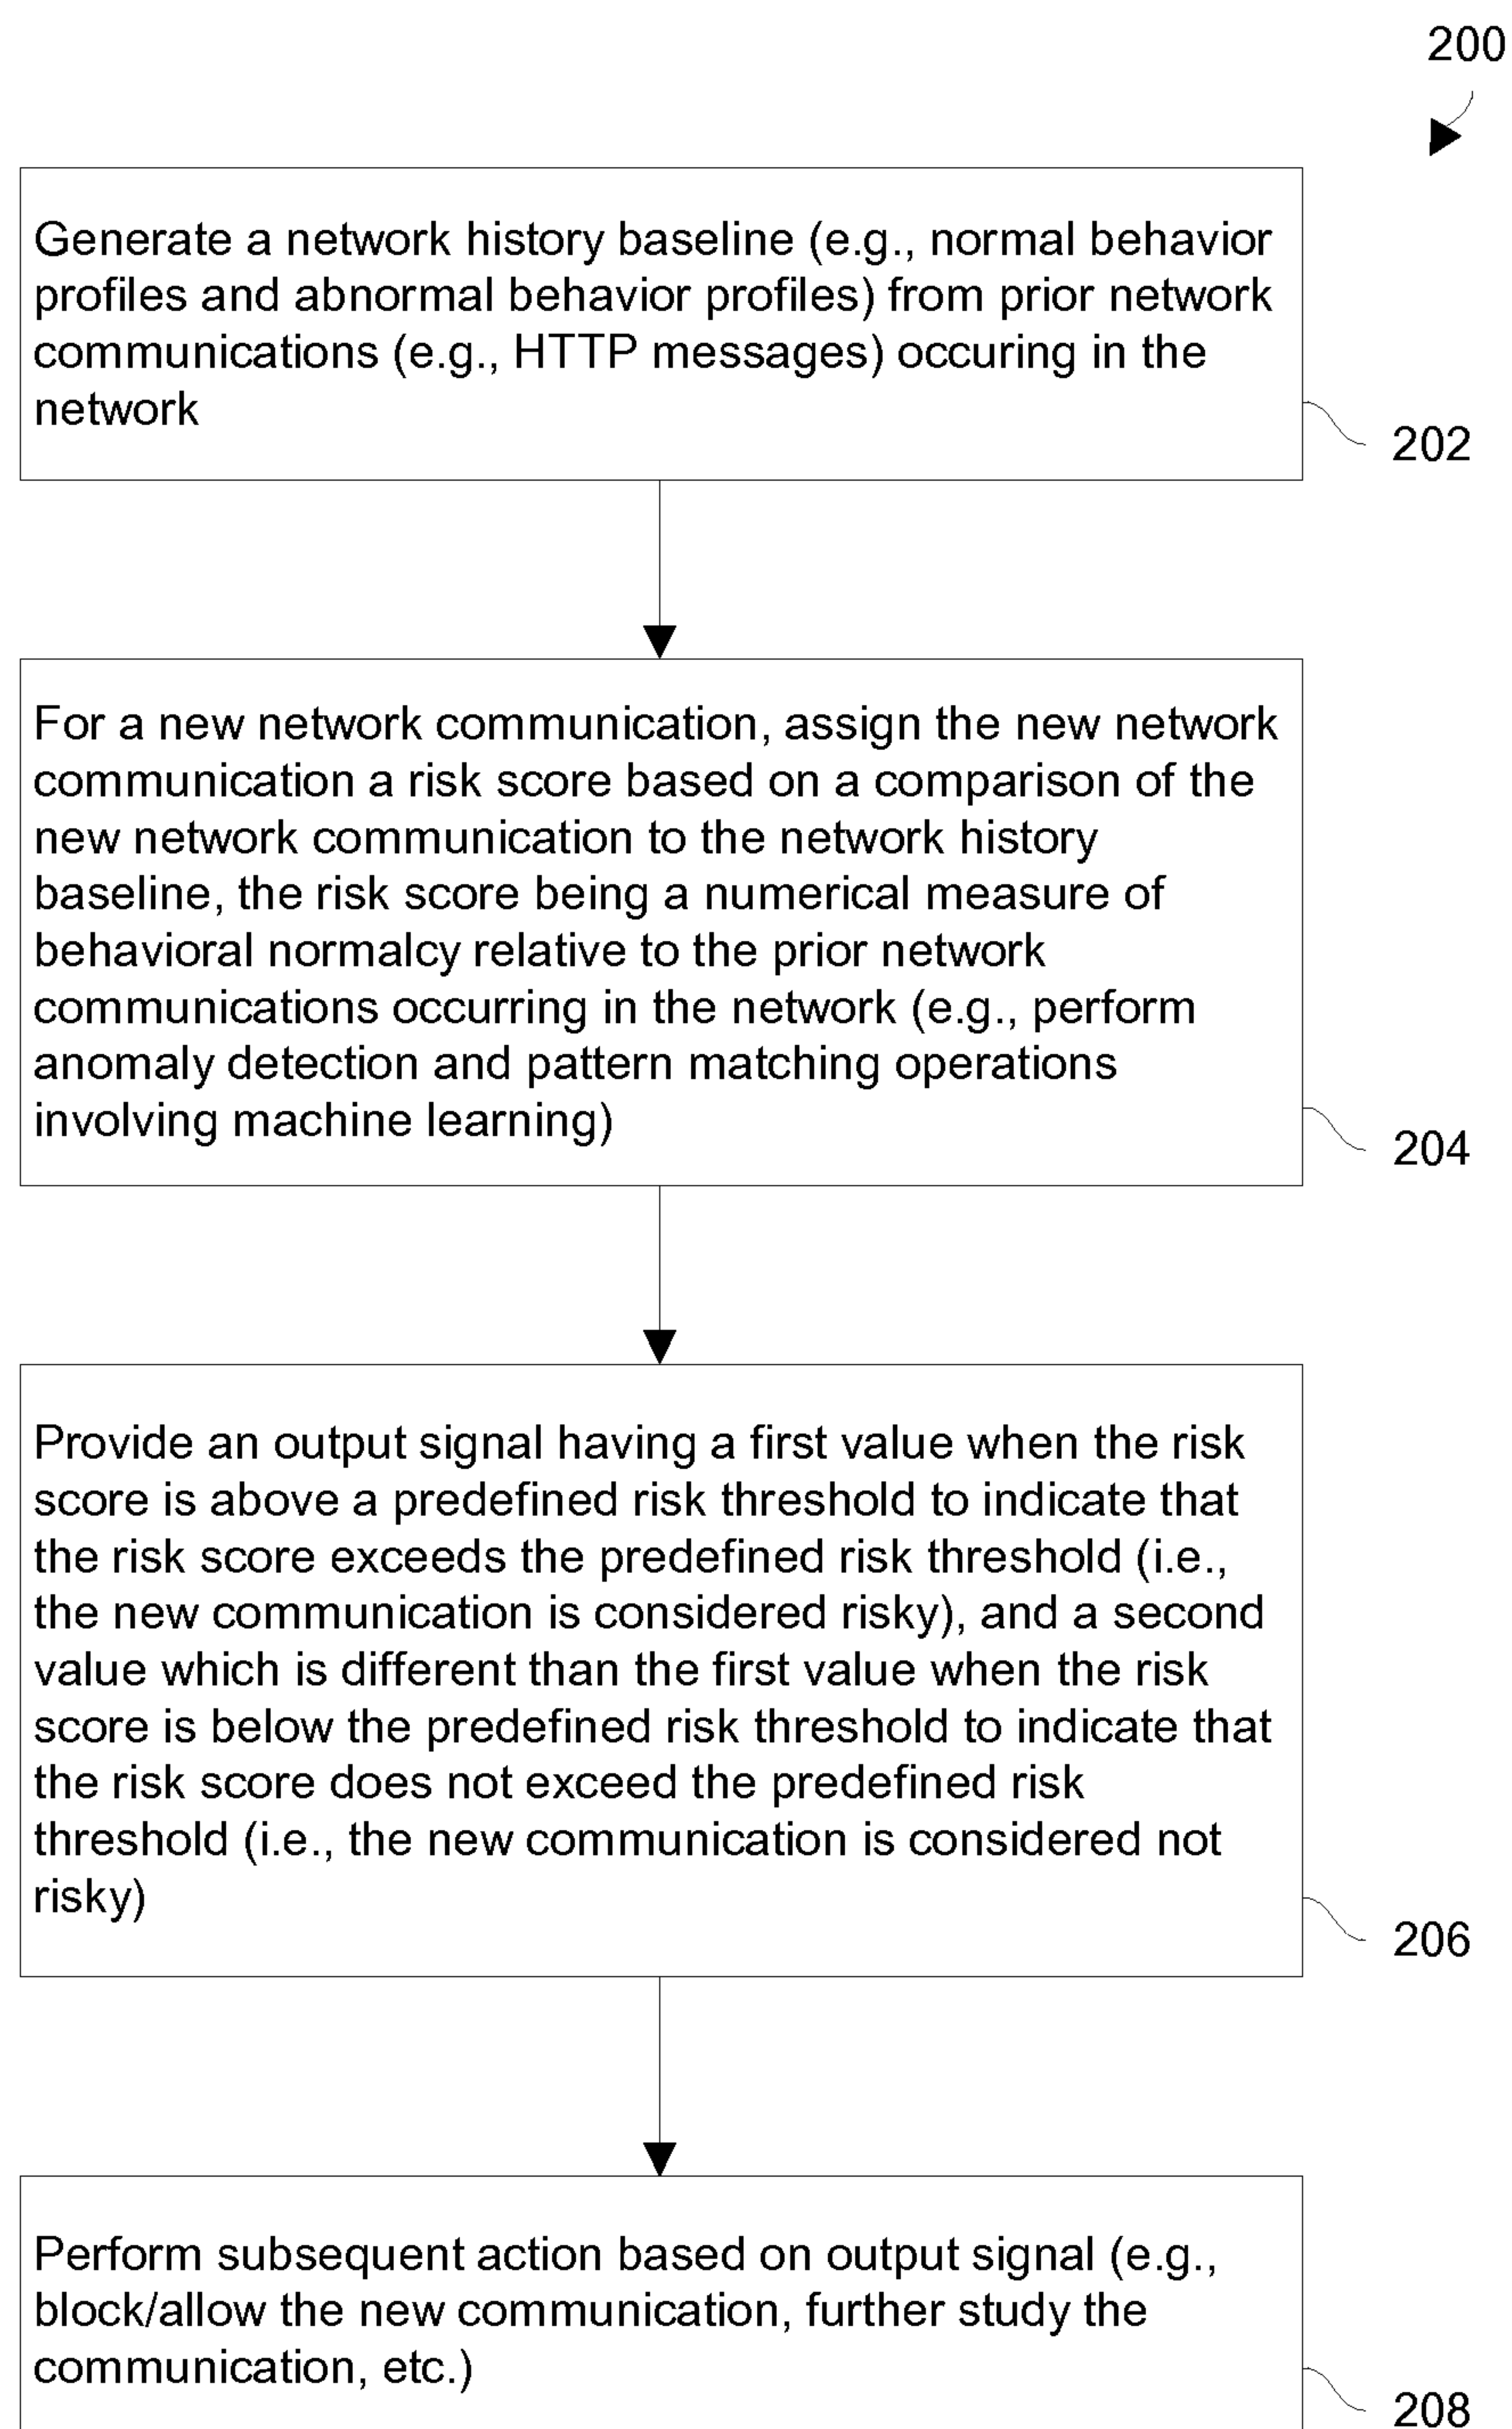 200
Generate a network history baseline (e.g., normal behavior
profiles and abnormal behavior profiles) from prior network
communications (e.g., HTTP messages) occuring in the
network
202
For a new network communication, assign the new network
communication a risk score based on a comparison of the
new network communication to the network history
baseline, the risk score being a numerical measure of
behavioral normalcy relative to the prior network
communications occurring in the network (e.g., perform
anomaly detection and pattern matching operations
involving machine learning)
204
Provide an output signal having a first value when the risk
score is above a predefined risk threshold to indicate that
the risk score exceeds the predefined risk threshold (i.e.,
the new communication is considered risky), and a second
value which is different than the first value when the risk
score is below the predefined risk threshold to indicate that
the risk score does not exceed the predefined risk
threshold (i.e., the new communication is considered not
risky)
206
Perform subsequent action based on output signal (e.g.,
block/allow the new communication, further study the
communication, etc.)
208